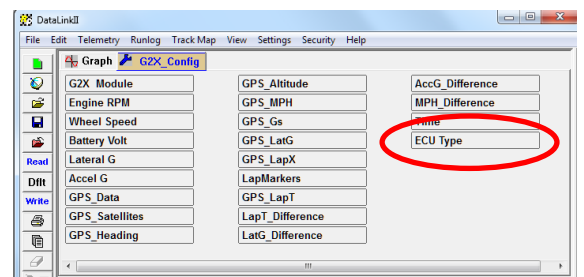 DataLinkII
File Edit Telemetry Runlog Track Map View Settings Security Help
Graph G2X_Config
G2X Module GPS_Altitude AccG_Difference
Engine RPM GPS_MPH MPH_Difference
Wheel Speed GPS_Gs Time
Battery Volt GPS_LatG ECU Type
Read Lateral G GPS_LapX
Dflt Accel G LapMarkers
Write GPS_Data GPS_LapT
GPS_Satellites LapT_Difference
GPS_Heading LatG_Difference